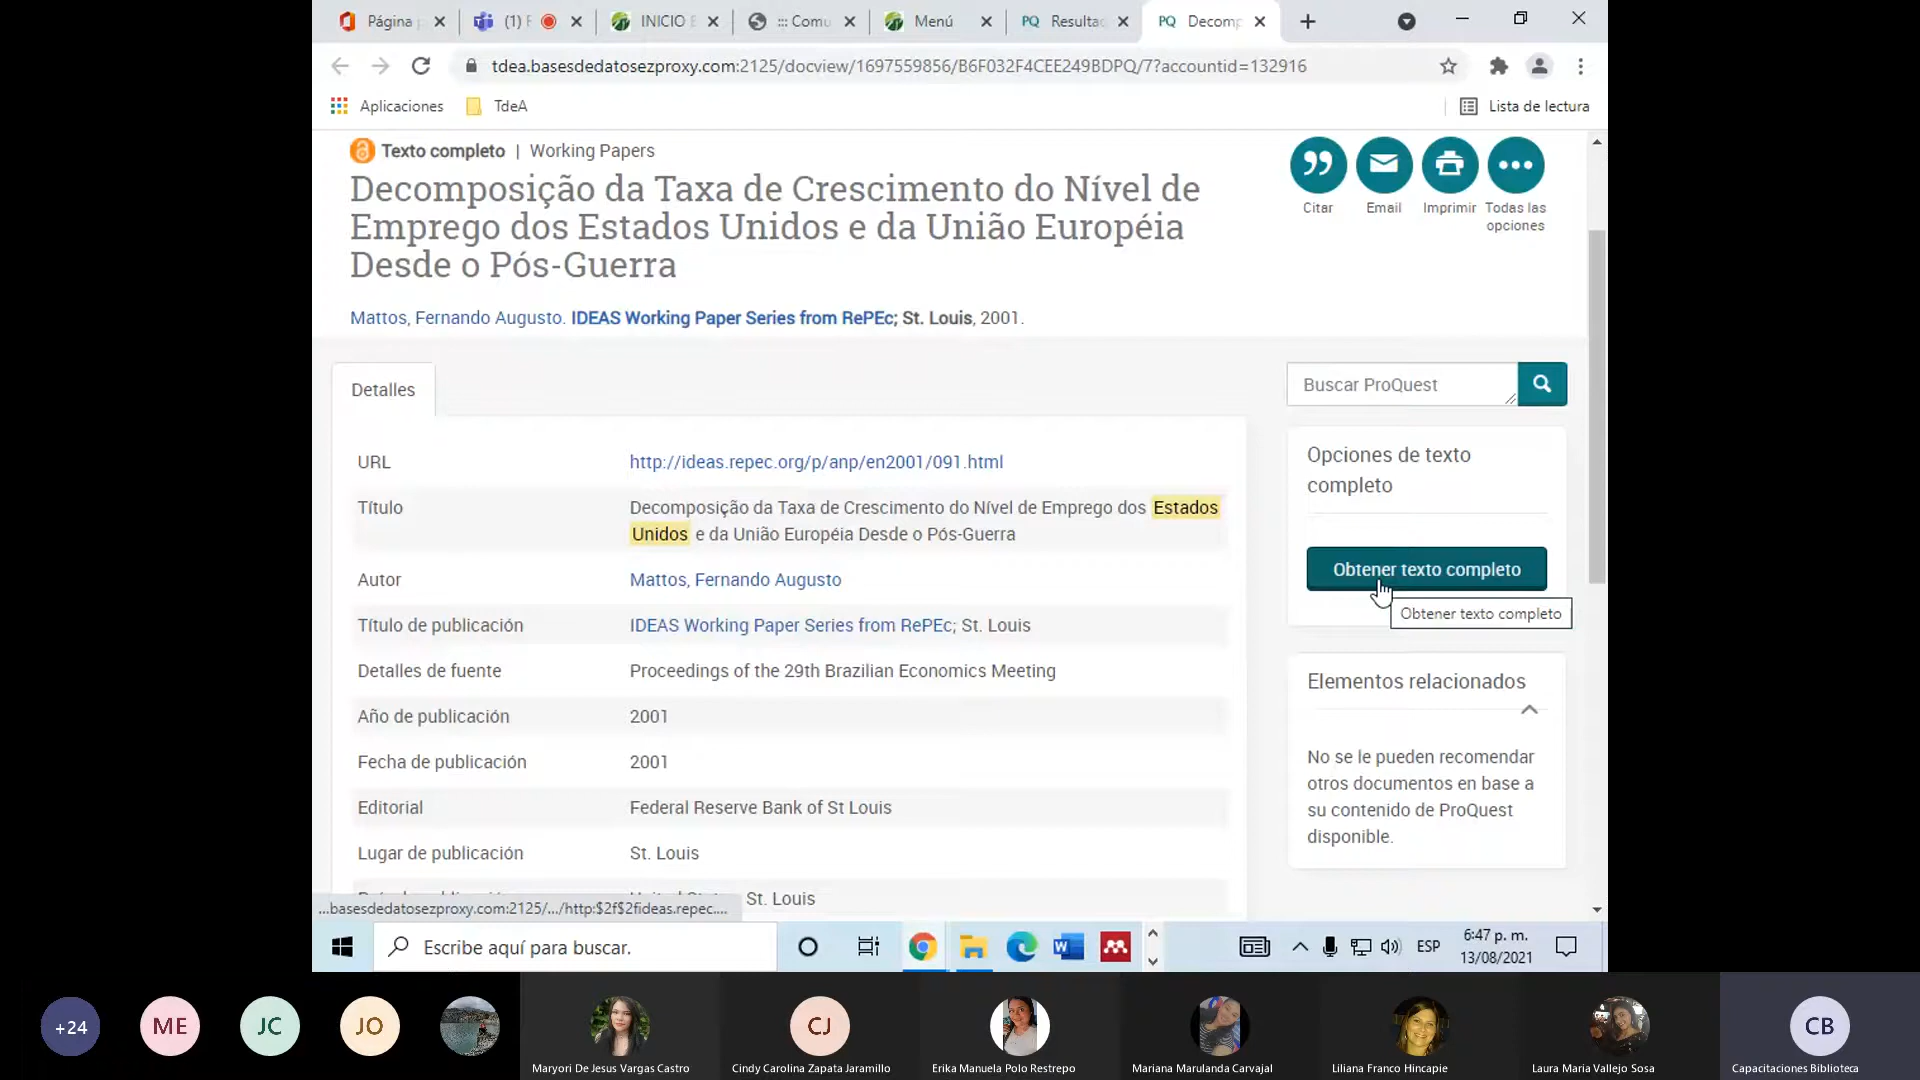 Página
(1)
INICIO
::: Comu
Menú
PQ Resulta
PQ Decomp
tdea.basesdedatosezproxy.com:2125/docview/1697559856/B6F032F4CEE249BDPQ/7?accountid=132916
Aplicaciones
TdeA
Lista de lectura
Texto completo | Working Papers
Decomposição da Taxa de Crescimento do Nível de
Emprego dos Estados Unidos e da União Européia
Desde o Pós-Guerra
Mattos, Fernando Augusto. IDEAS Working Paper Series from RePEc; St. Louis, 2001.
Citar
Email
Imprimir
Todas las
opciones
Detalles
Buscar ProQuest
URL
http://ideas.repec.org/p/anp/en2001/091.html
Título
Decomposição da Taxa de Crescimento do Nível de Emprego dos Estados
Unidos e da União Européia Desde o Pós-Guerra
Autor
Mattos, Fernando Augusto
Título de publicación
IDEAS Working Paper Series from RePEc; St. Louis
Detalles de fuente
Proceedings of the 29th Brazilian Economics Meeting
Año de publicación
2001
Fecha de publicación
2001
Editorial
Federal Reserve Bank of St Louis
Lugar de publicación
St. Louis
St. Louis
Opciones de texto
completo
Obtener texto completo
Obtener texto completo
Elementos relacionados
No se le pueden recomendar
otros documentos en base a
su contenido de ProQuest
disponible.
...basesdedatosezproxy.com:2125/.../http:$2f$2fideas.repec....
Escribe aquí para buscar.
ESP
6:47 p. m.
13/08/2021
+24
ME
JC
JO
CJ
CB
Maryori De Jesus Vargas Castro
Cindy Carolina Zapata Jaramillo
Erika Manuela Polo Restrepo
Mariana Marulanda Carvajal
Liliana Franco Hincapie
Laura Maria Vallejo Sosa
Capacitaciones Biblioteca